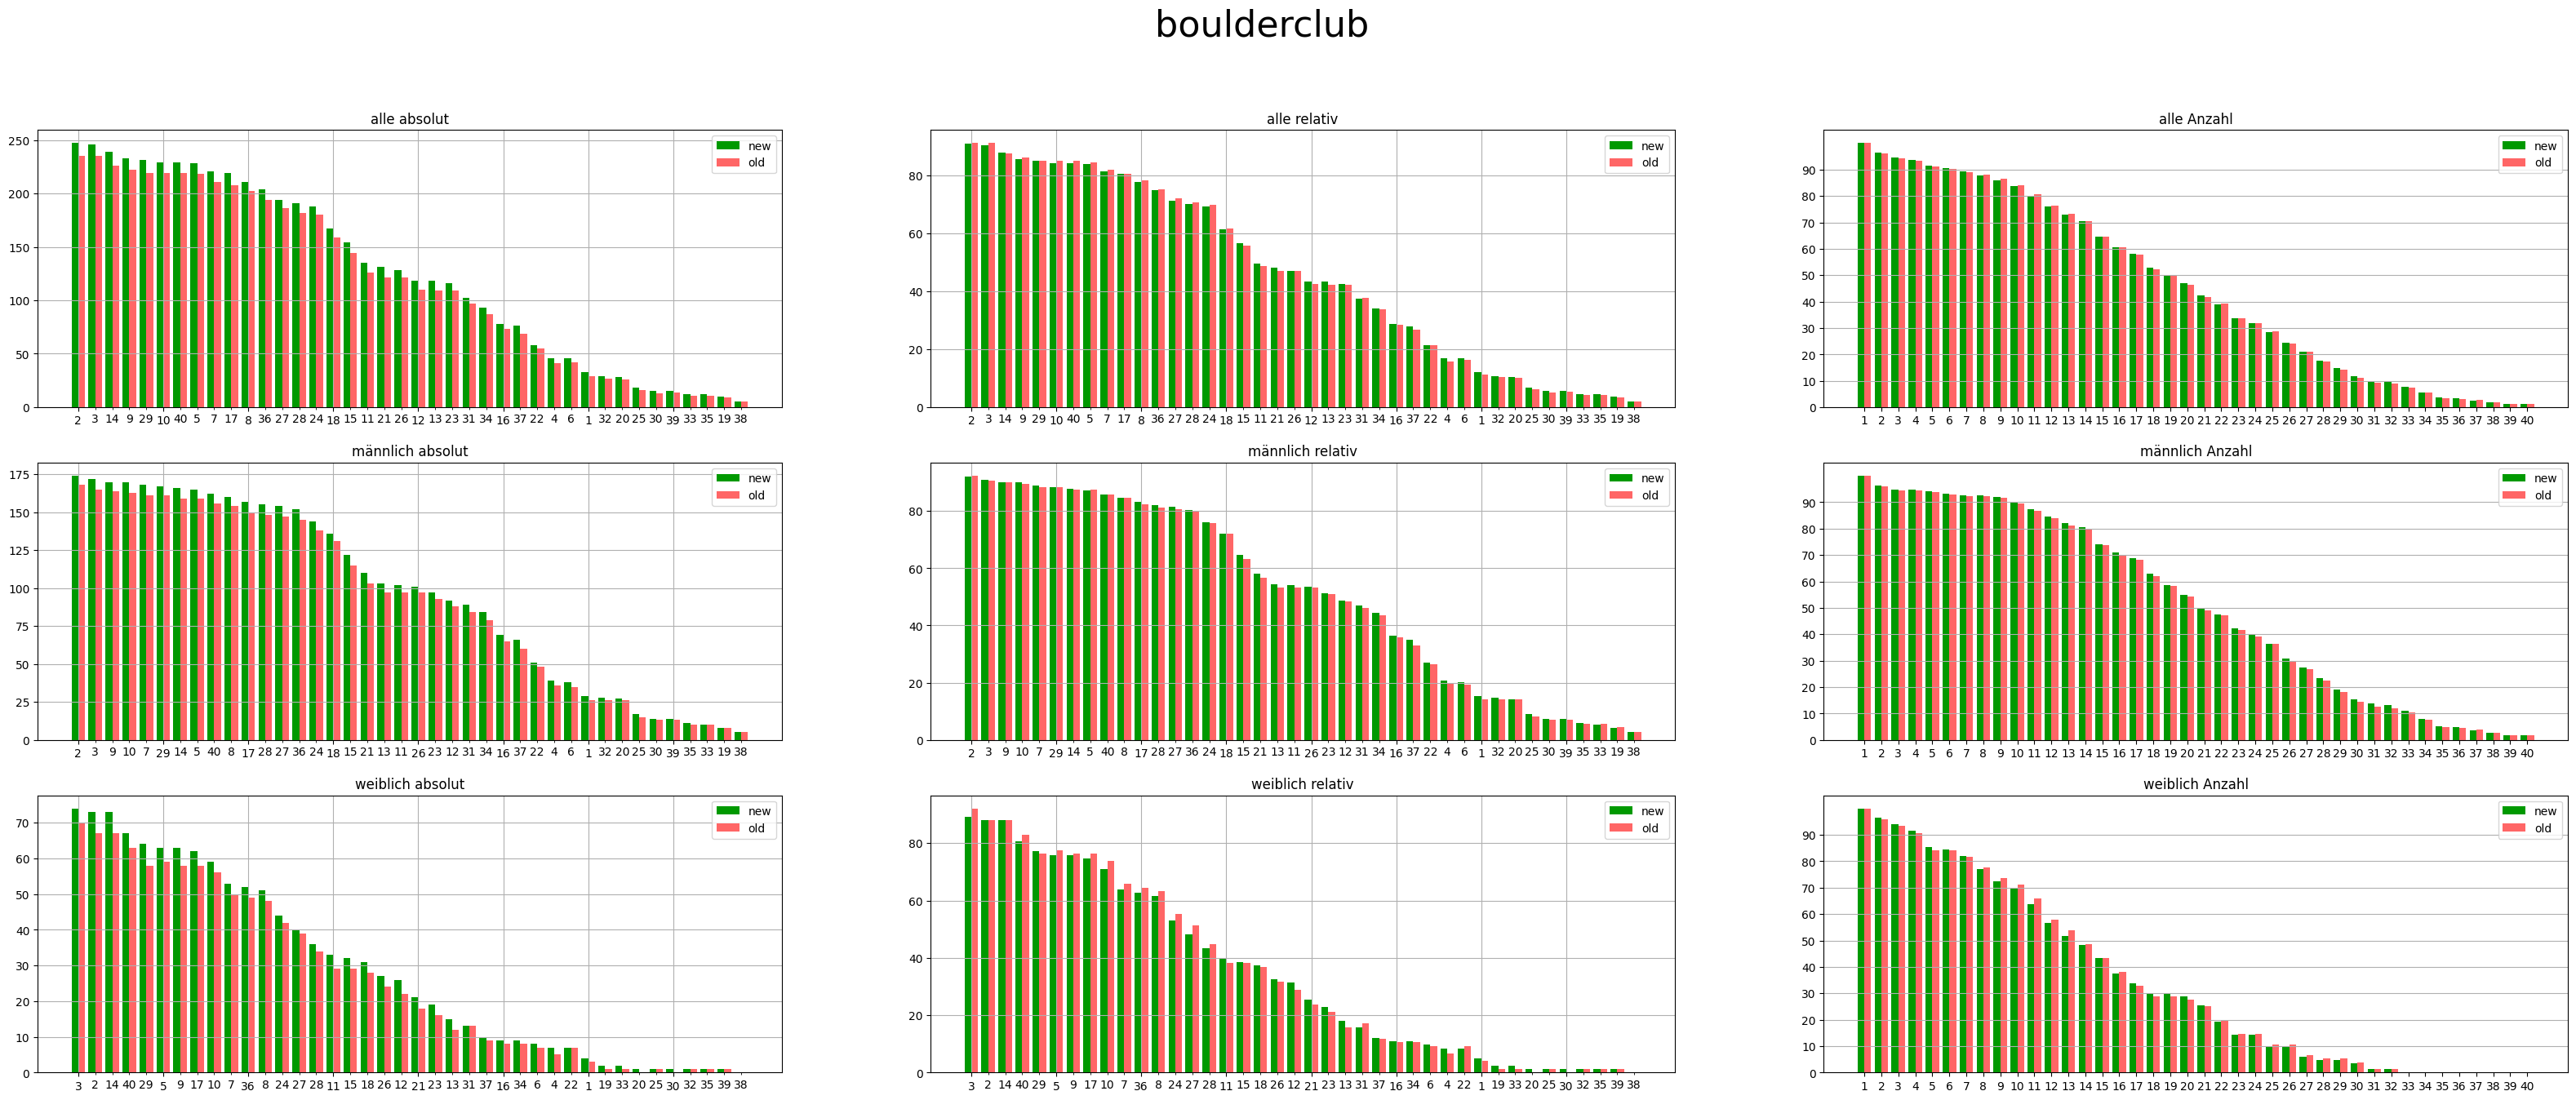 boulderclub
alle absolut
250
200
150
100
50
0
new
old
2 3 14 9 29 10 40 5 7 17 8 36 27 28 24 18 15 11 21 26 12 13 23 31 34 16 37 22 4 6 1 32 20 25 30 39 33 35 19 38
alle relativ
80
60
40
20
0
new
old
2 3 14 9 29 10 40 5 7 17 8 36 27 28 24 18 15 11 21 26 12 13 23 31 34 16 37 22 4 6 1 32 20 25 30 39 33 35 19 38
alle Anzahl
90
80
70
60
50
40
30
20
10
0
new
old
1 2 3 4 5 6 7 8 9 10 11 12 13 14 15 16 17 18 19 20 21 22 23 24 25 26 27 28 29 30 31 32 33 34 35 36 37 38 39 40
männlich absolut
175
150
125
100
75
50
25
0
new
old
2 3 9 10 7 29 14 5 40 8 17 28 27 36 24 18 15 21 13 11 26 23 12 31 34 16 37 22 4 6 1 32 20 25 30 39 35 33 19 38
männlich relativ
80
60
40
20
0
new
old
2 3 9 10 7 29 14 5 40 8 17 28 27 36 24 18 15 21 13 11 26 23 12 31 34 16 37 22 4 6 1 32 20 25 30 39 35 33 19 38
männlich Anzahl
90
80
70
60
50
40
30
20
10
0
new
old
1 2 3 4 5 6 7 8 9 10 11 12 13 14 15 16 17 18 19 20 21 22 23 24 25 26 27 28 29 30 31 32 33 34 35 36 37 38 39 40
weiblich absolut
70
60
50
40
30
20
10
0
new
old
3 2 14 40 29 5 9 17 10 7 36 8 24 27 28 11 15 18 26 12 21 23 13 31 37 16 34 6 4 22 1 19 33 20 25 30 32 35 39 38
weiblich relativ
80
60
40
20
0
new
old
3 2 14 40 29 5 9 17 10 7 36 8 24 27 28 11 15 18 26 12 21 23 13 31 37 16 34 6 4 22 1 19 33 20 25 30 32 35 39 38
weiblich Anzahl
90
80
70
60
50
40
30
20
10
0
new
old
1 2 3 4 5 6 7 8 9 10 11 12 13 14 15 16 17 18 19 20 21 22 23 24 25 26 27 28 29 30 31 32 33 34 35 36 37 38 39 40